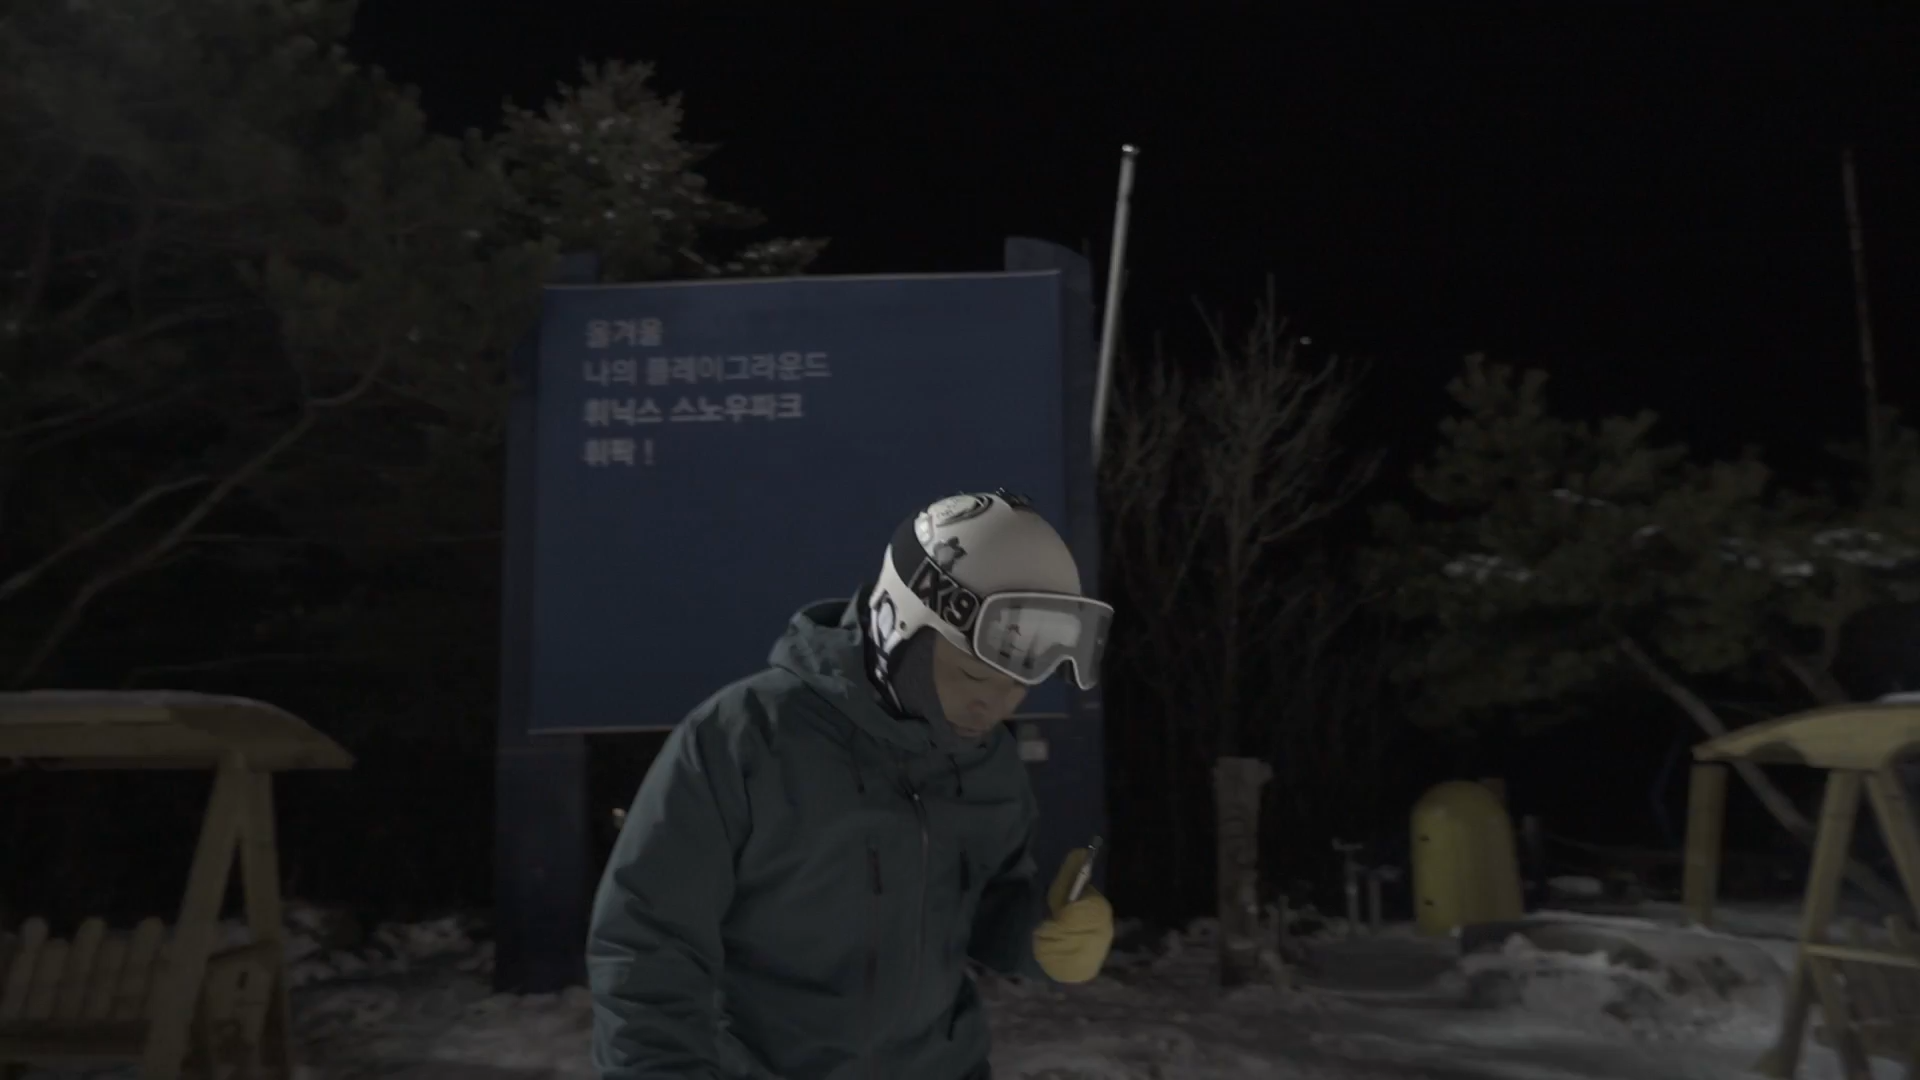 올겨울
나의 플레이그라운드
휘닉스 스노우파크
휘팍 !